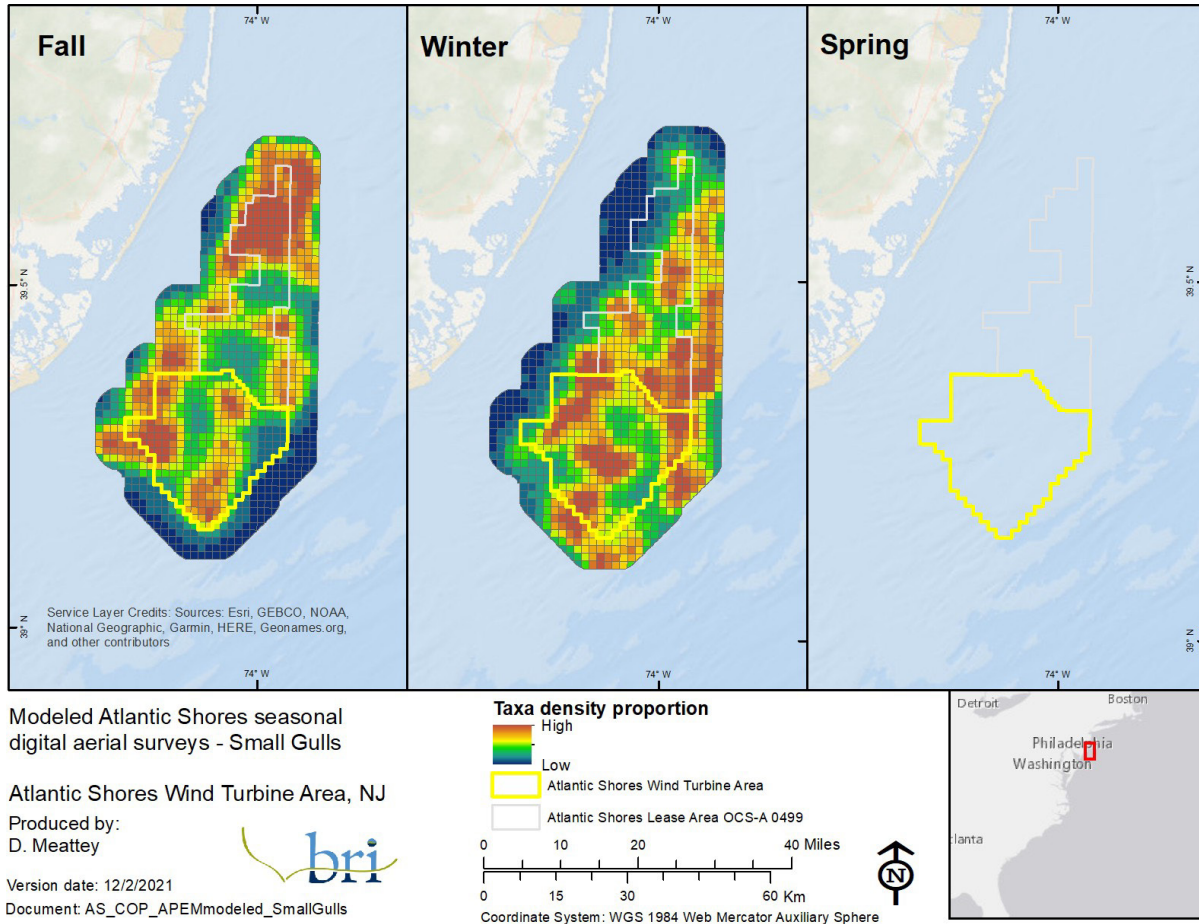 Fall
Winter
Spring
74° W
74° W
74° W
39.5° N
39.5° N
39° N
39° N
74° W
74° W
74° W
Service Layer Credits: Sources: Esri, GEBCO, NOAA,
National Geographic, Garmin, HERE, Geonames.org,
and other contributors
Modeled Atlantic Shores seasonal
digital aerial surveys - Small Gulls
Atlantic Shores Wind Turbine Area, NJ
Produced by:
D. Meattey
bri
Version date: 12/2/2021
Document: AS_COP_APEMmodeled_SmallGulls
Taxa density proportion
High
Low
Atlantic Shores Wind Turbine Area
Atlantic Shores Lease Area OCS-A 0499
0 10 20 40 Miles
0 15 30 60 Km
Coordinate System: WGS 1984 Web Mercator Auxiliary Sphere
N
Detroit
Boston
Philadelphia
Washington
lanta